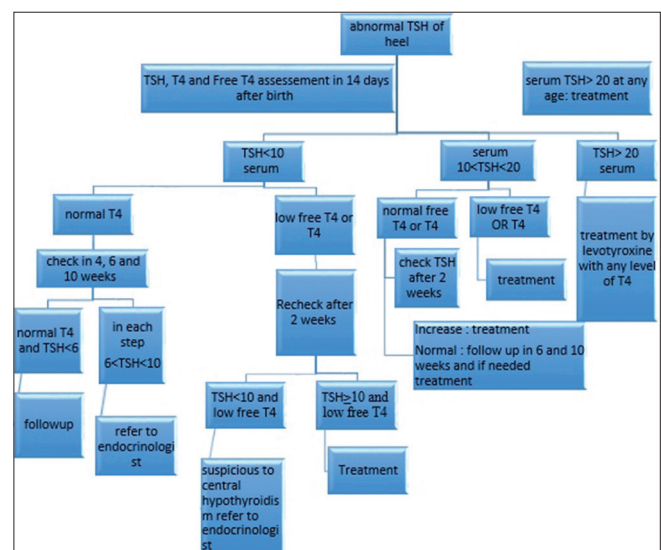 abnormal TSH of
heel
TSH, T4 and Free T4 assessement in 14 days
after birth
serum TSH> 20 at any
age: treatment
TSH<10
serum
serum
10<TSH<20
TSH> 20
serum
normal T4
low free T4 or
T4
normal free
T4 or T4
low free T4
OR T4
treatment by
levotyroxine
with any level
of T4
check in 4, 6 and
10 weeks
check TSH
after 2
weeks
treatment
Recheck after
2 weeks
normal T4
and TSH<6
in each
step
6<TSH<10
Increase : treatment
Normal : follow up in 6 and 10
weeks and if needed
treatment
TSH<10 and
low free T4
TSH≥10 and
low free T4
followup
refer to
endocrinologi
st
suspicious to
central
hypothyroidis
m refer to
endocrinologi
st
Treatment